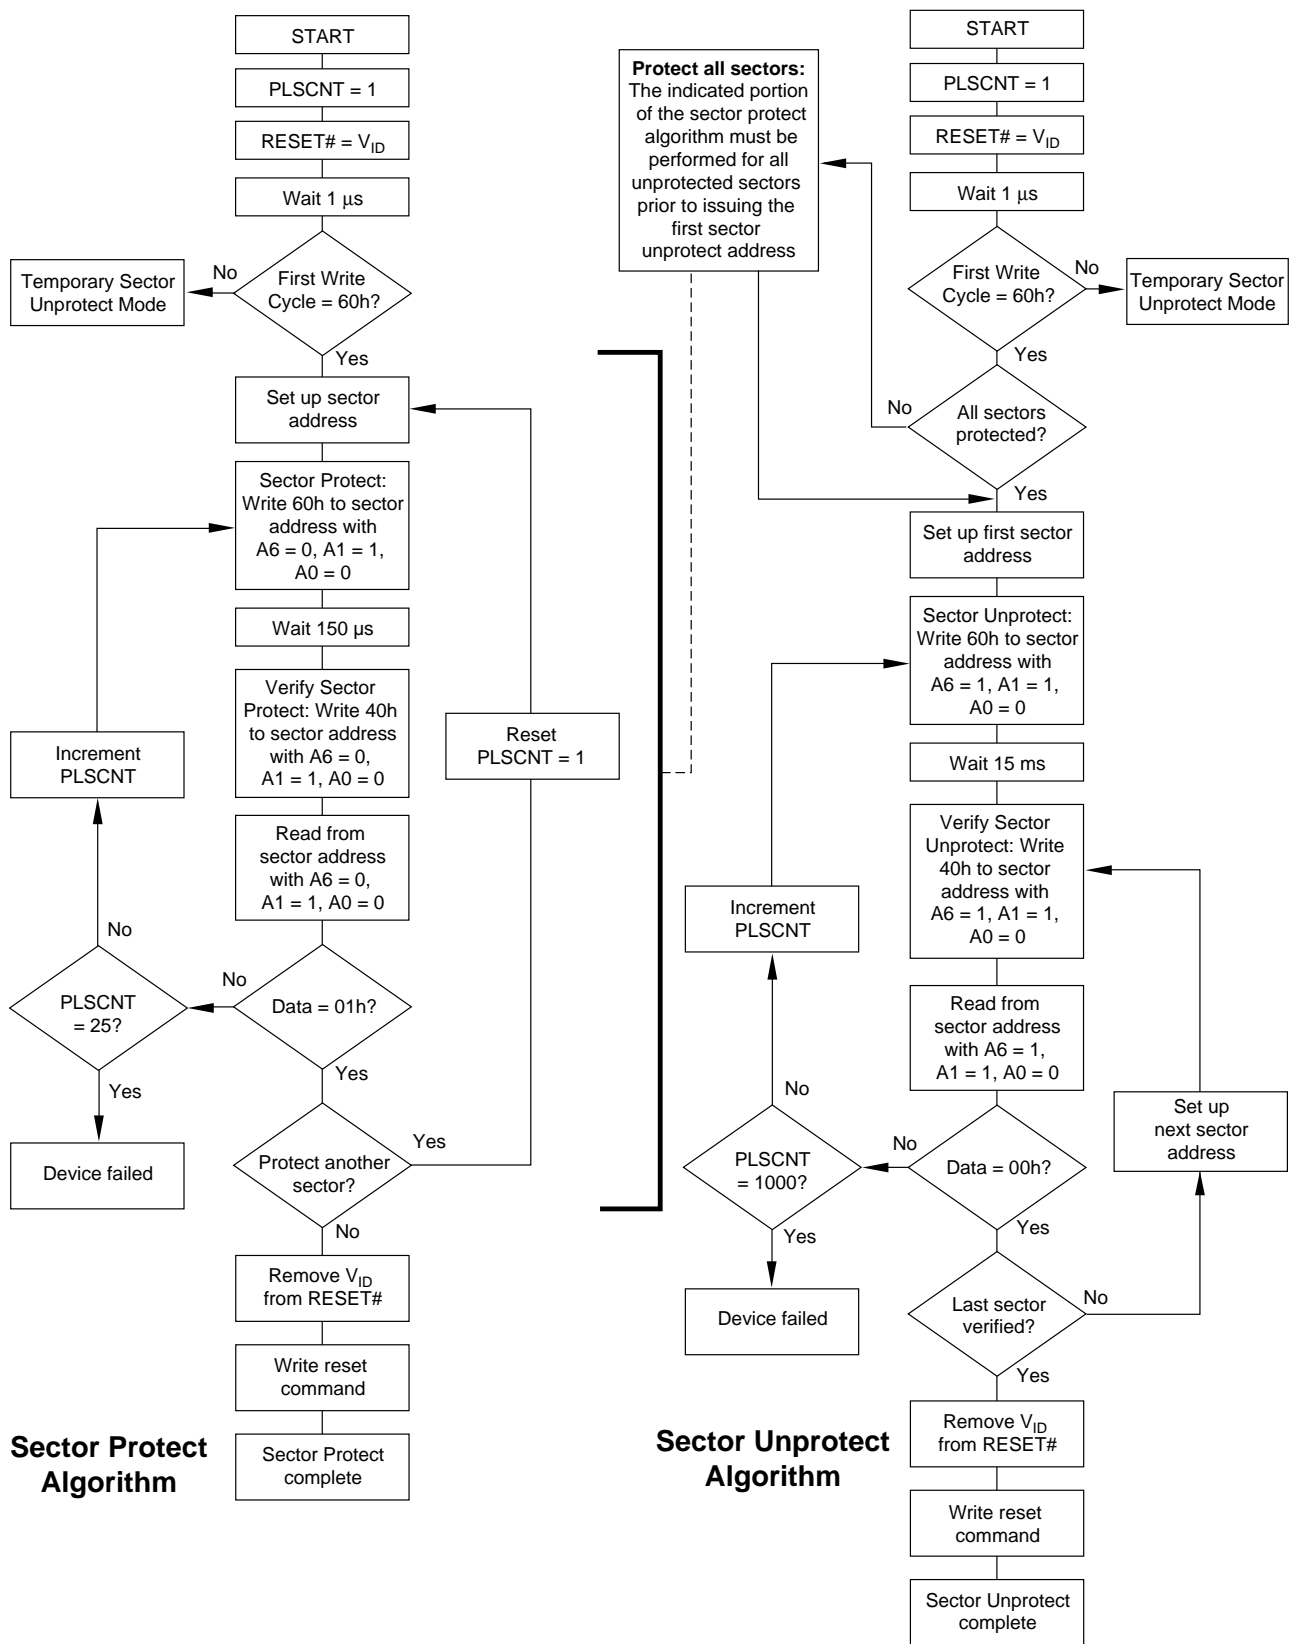 START
PLSCNT = 1
RESET# = VID
Wait 1 μs
First Write
Cycle = 60h?
No
Temporary Sector
Unprotect Mode
Yes
Set up sector
address
Sector Protect:
Write 60h to sector
address with
A6 = 0, A1 = 1,
A0 = 0
Wait 150 µs
Verify Sector
Protect: Write 40h
to sector address
with A6 = 0,
A1 = 1, A0 = 0
Reset
PLSCNT = 1
Increment
PLSCNT
Read from
sector address
with A6 = 0,
A1 = 1, A0 = 0
No
No
PLSCNT
= 25?
Data = 01h?
Yes
Yes
Device failed
Protect another
sector?
Yes
No
Remove VID
from RESET#
Write reset
command
Sector Protect
complete
Sector Protect
Algorithm
Protect all sectors:
The indicated portion
of the sector protect
algorithm must be
performed for all
unprotected sectors
prior to issuing the
first sector
unprotect address
START
PLSCNT = 1
RESET# = VID
Wait 1 μs
First Write
Cycle = 60h?
No
Temporary Sector
Unprotect Mode
Yes
No
All sectors
protected?
Yes
Set up first sector
address
Sector Unprotect:
Write 60h to sector
address with
A6 = 1, A1 = 1,
A0 = 0
Wait 15 ms
Verify Sector
Unprotect: Write
40h to sector
address with
A6 = 1, A1 = 1,
A0 = 0
Increment
PLSCNT
Read from
sector address
with A6 = 1,
A1 = 1, A0 = 0
No
Set up
next sector
address
No
PLSCNT
= 1000?
Data = 00h?
Yes
Yes
Device failed
Last sector
verified?
No
Yes
Remove VID
from RESET#
Write reset
command
Sector Unprotect
complete
Sector Unprotect
Algorithm